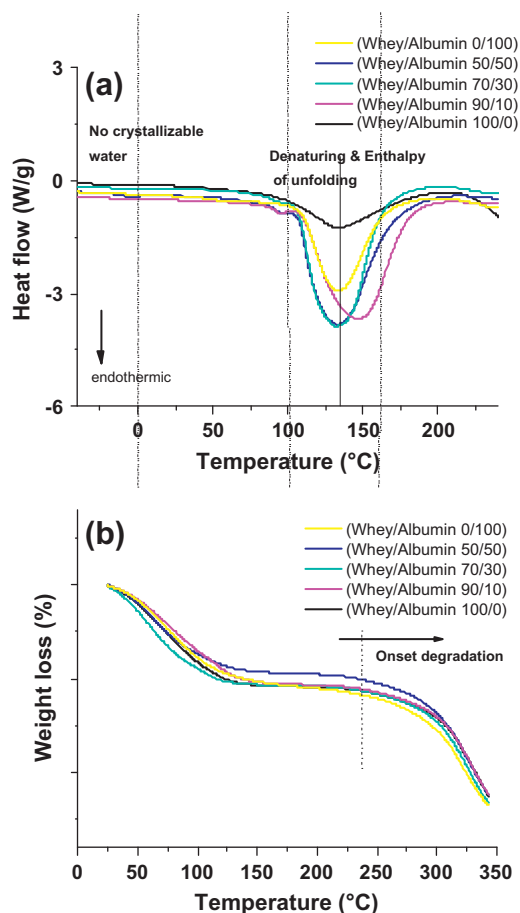 (a)
(Whey/Albumin 0/100)
(Whey/Albumin 50/50)
(Whey/Albumin 70/30)
(Whey/Albumin 90/10)
(Whey/Albumin 100/0)
3
0
-3
-6
Heat flow (W/g)
No crystallizable
water
Denaturing & Enthalpy
of unfolding
endothermic
0 50 100 150 200
Temperature (°C)
(b)
(Whey/Albumin 0/100)
(Whey/Albumin 50/50)
(Whey/Albumin 70/30)
(Whey/Albumin 90/10)
(Whey/Albumin 100/0)
Onset degradation
Weight loss (%)
0 50 100 150 200 250 300 350
Temperature (°C)